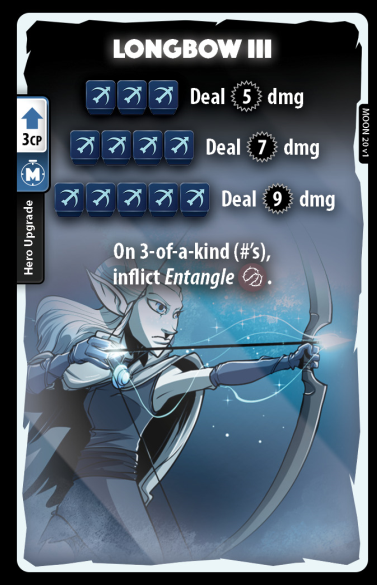 LONGBOW III
Deal 5 dmg
Deal 7 dmg
Deal 9 dmg
On 3-of-a-kind (#'s),
inflict Entangle .
3CP
M
Hero Upgrade
MOON 20 v1